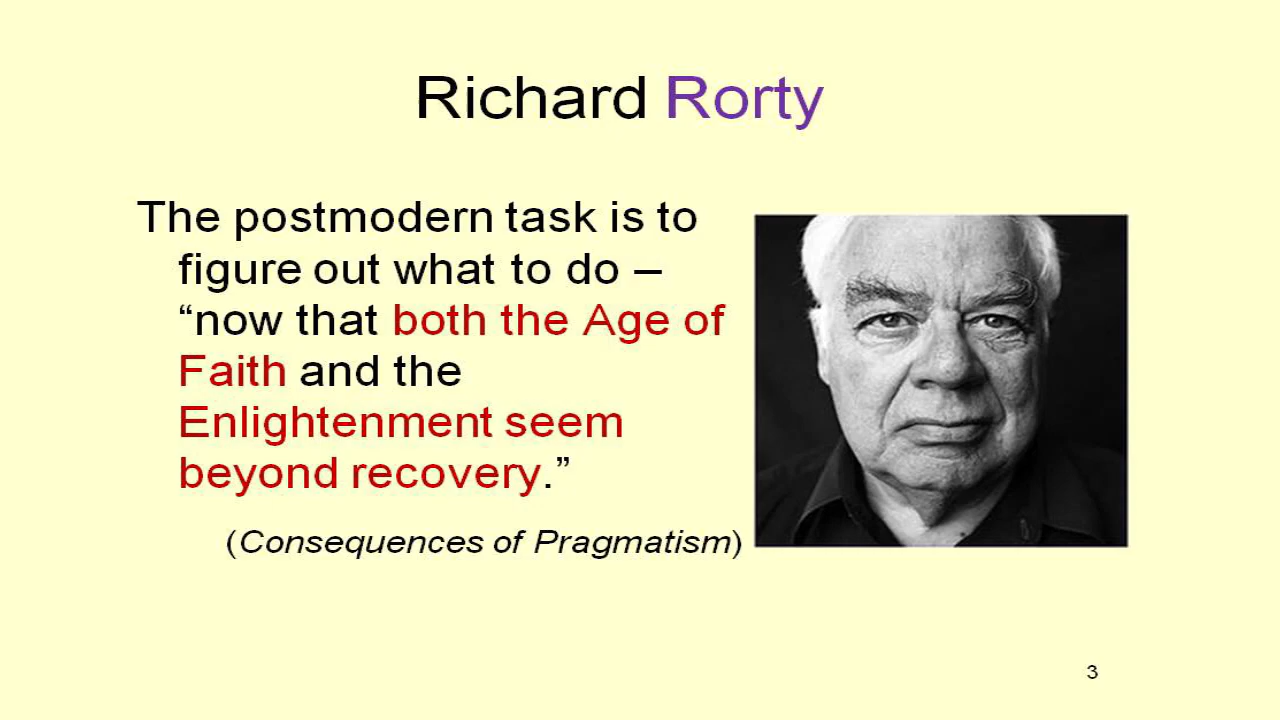 Richard Rorty
The postmodern task is to
figure out what to do –
“now that both the Age of
Faith and the
Enlightenment seem
beyond recovery.”
(Consequences of Pragmatism)
3